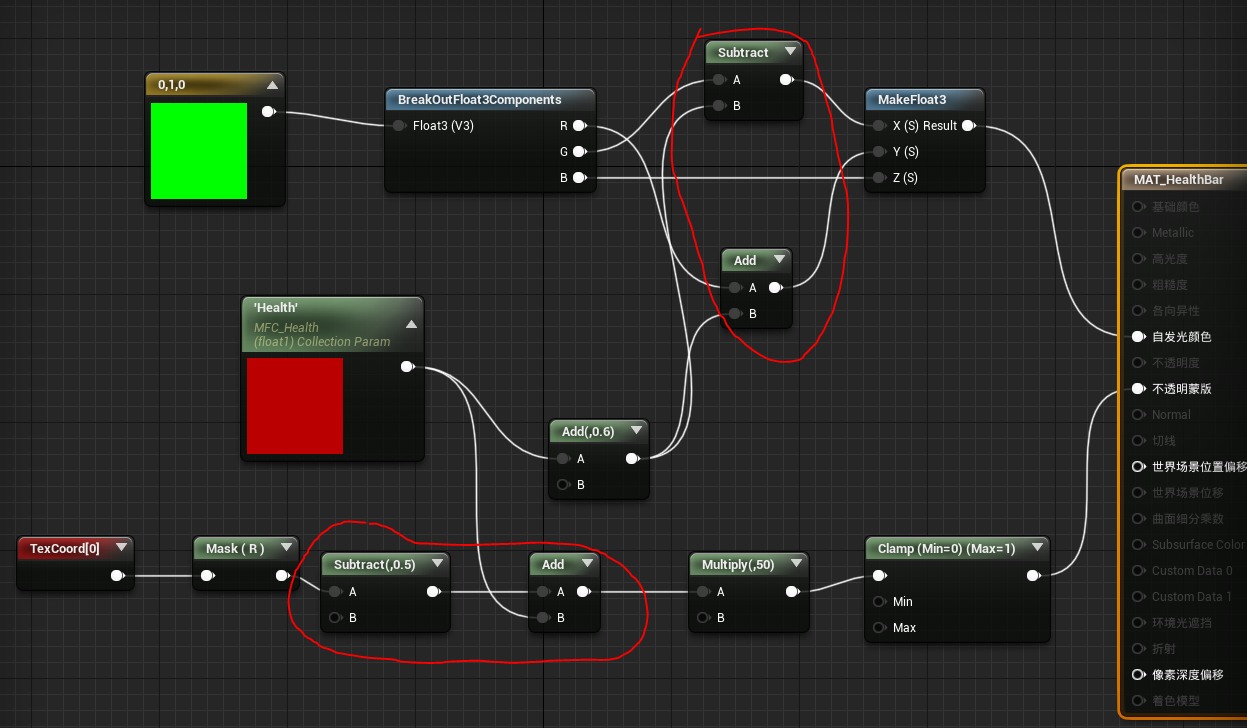 0,1,0
BreakOutFloat3Components
Float3 (V3)
R
G
B
Subtract
A
B
MakeFloat3
X (S) Result
Y (S)
Z (S)
Add
A
B
'Health'
MFC_Health
(float1) Collection Param
Add(,0.6)
A
B
TexCoord[0]
Mask ( R )
Subtract(,0.5)
A
B
Add
A
B
Multiply(,50)
A
B
Clamp (Min=0) (Max=1)
Min
Max
MAT_HealthBar
基础颜色
Metallic
高光度
粗糙度
各向异性
自发光颜色
不透明度
不透明蒙版
Normal
切线
世界场景位置偏移
世界场景位移
曲面细分乘数
Subsurface Color
Custom Data 0
Custom Data 1
环境光遮挡
折射
像素深度偏移
着色模型